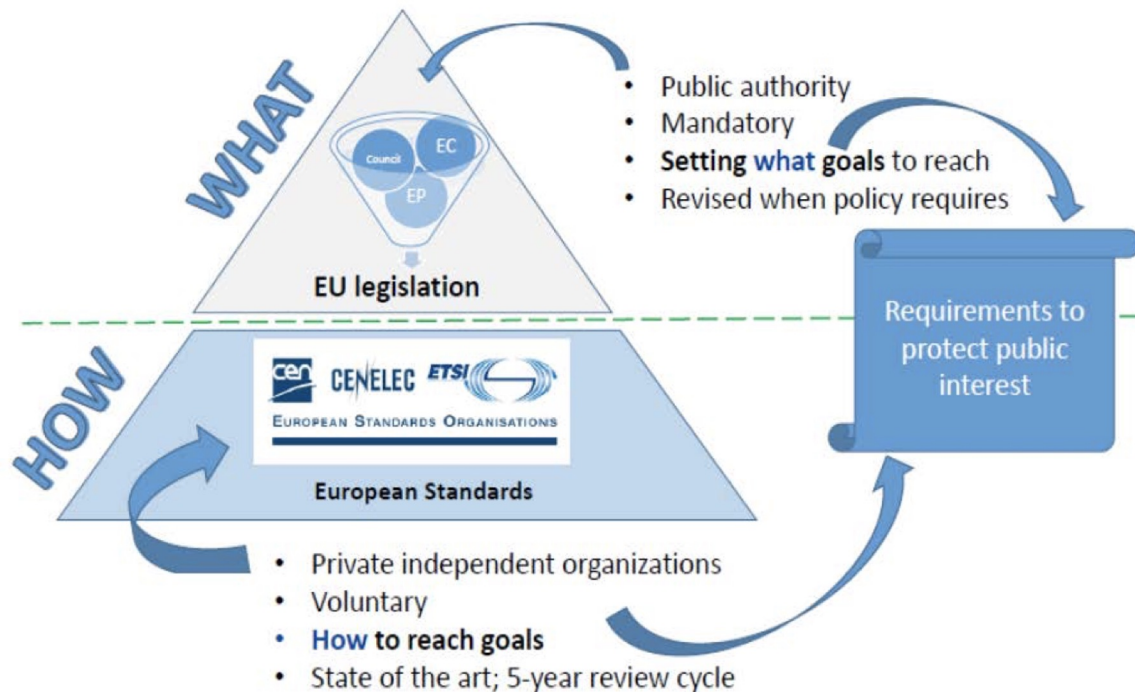 WHAT
Council
EC
EP
EU legislation
• Public authority
• Mandatory
• Setting what goals to reach
• Revised when policy requires
Requirements to
protect public
interest
HOW
cen
CENELEC
ETSI
EUROPEAN STANDARDS ORGANISATIONS
European Standards
• Private independent organizations
• Voluntary
• How to reach goals
• State of the art; 5-year review cycle